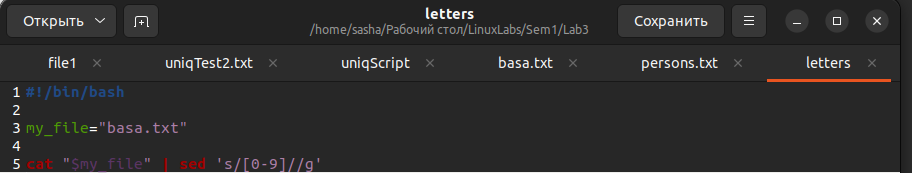 Открыть
letters
/home/sasha/Рабочий стол/LinuxLabs/Sem1/Lab3
Сохранить
file1 × uniqTest2.txt × uniqScript × basa.txt × persons.txt × letters ×
1 #!/bin/bash
2
3 my_file="basa.txt"
4
5 cat "$my_file" | sed 's/[0-9]//g'